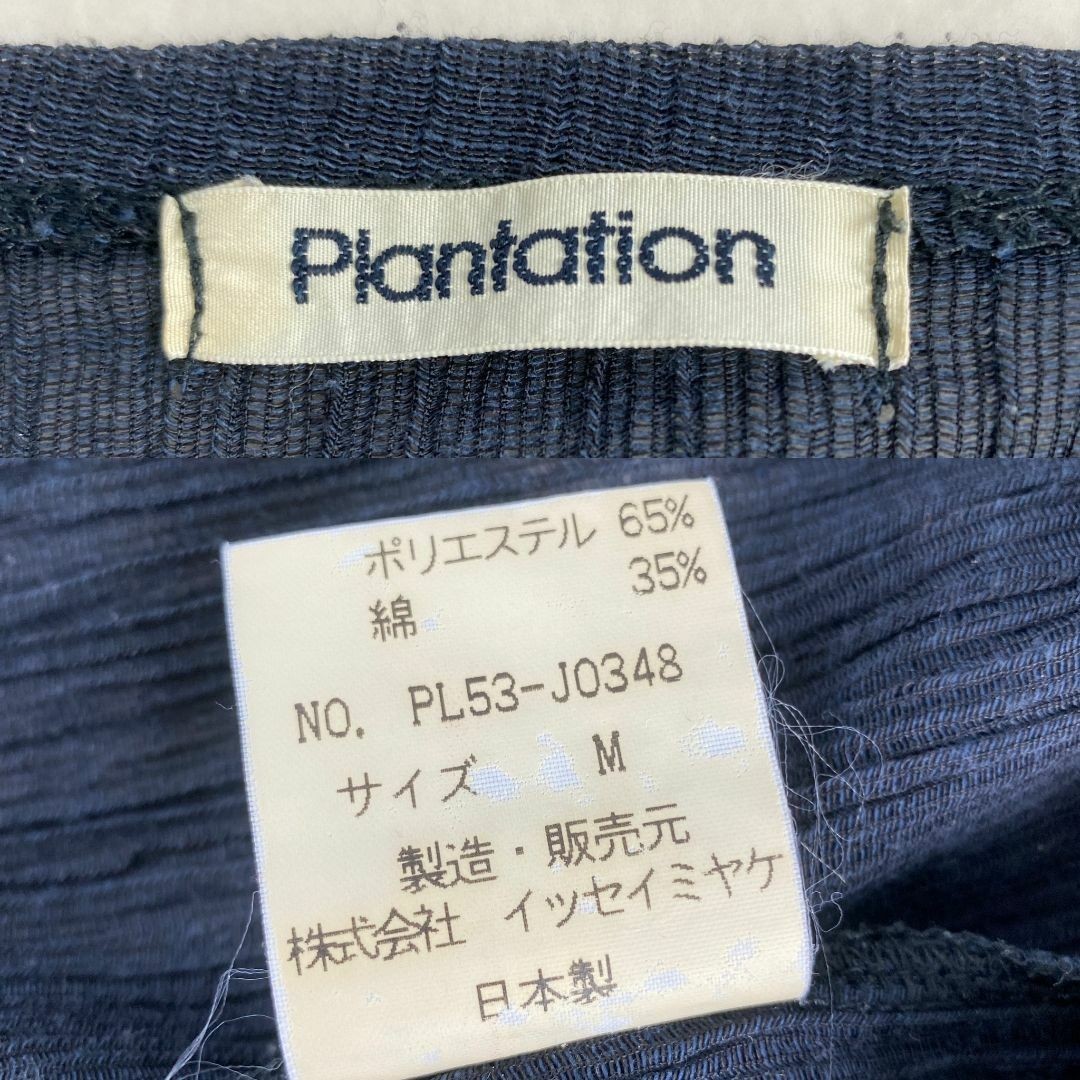 Plantation
ポリエステル 65%
綿 35%
NO. PL53-J0348
サイズ M
製造・販売元
株式会社 イッセイミヤケ
日本製